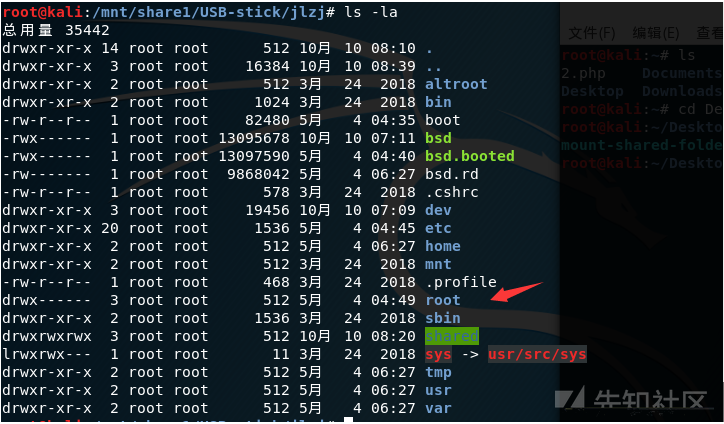 root@kali:/mnt/share1/USB-stick/jlzj# ls -la
总用量 35442
drwxr-xr-x 14 root root 512 10月 10 08:10 .
drwxr-xr-x 3 root root 16384 10月 10 08:39 ..
drwxr-xr-x 2 root root 512 3月 24 2018 altroot
drwxr-xr-x 2 root root 1024 3月 24 2018 bin
-rw-r--r-- 1 root root 82480 5月 4 04:35 boot
-rwx------ 1 root root 13095678 10月 10 07:11 bsd
-rwx------ 1 root root 13097590 5月 4 04:40 bsd.booted
-rwx------ 1 root root 9868042 5月 4 06:27 bsd.rd
-rw-r--r-- 1 root root 578 3月 24 2018 .cshrc
drwxr-xr-x 3 root root 19456 10月 10 07:09 dev
drwxr-xr-x 20 root root 1536 5月 4 04:45 etc
drwxr-xr-x 2 root root 512 5月 4 06:27 home
drwxr-xr-x 2 root root 512 3月 24 2018 mnt
-rw-r--r-- 1 root root 468 3月 24 2018 .profile
drwx------ 3 root root 512 5月 4 04:49 root
drwxr-xr-x 2 root root 1536 3月 24 2018 sbin
drwxrwxrwx 3 root root 512 10月 10 08:20 shared
lrwxrwx--- 1 root root 11 3月 24 2018 sys -> usr/src/sys
drwxr-xr-x 2 root root 512 5月 4 06:27 tmp
drwxr-xr-x 2 root root 512 5月 4 06:27 usr
drwxr-xr-x 2 root root 512 5月 4 06:27 var
文件(F) 编辑(E) 查看
root@kali:~# ls
2.php Documents
Desktop Downloads
root@kali:~# cd De
root@kali:~/Deskto
mount-shared-folde
root@kali:~/Deskto
先知社区